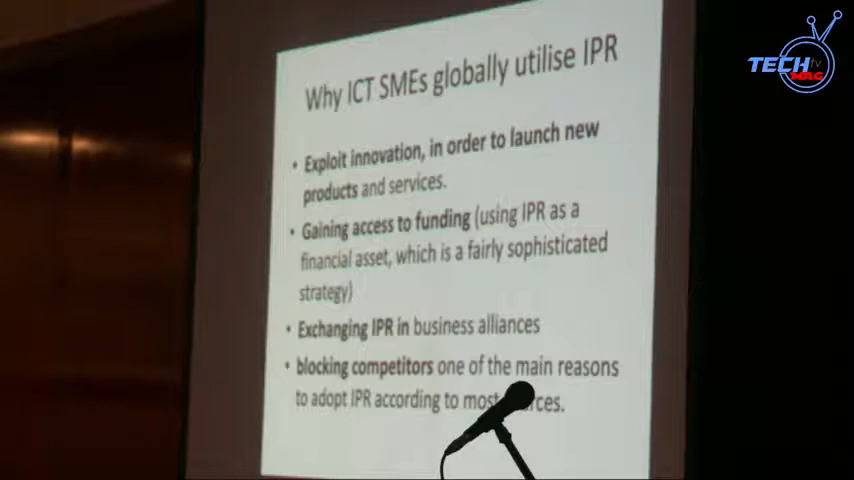 Why ICT SMEs globally utilise IPR
• Exploit innovation, in order to launch new
products and services.
• Gaining access to funding (using IPR as a
financial asset, which is a fairly sophisticated
strategy)
• Exchanging IPR in business alliances
• blocking competitors one of the main reasons
to adopt IPR according to most
TECH tv
MAG